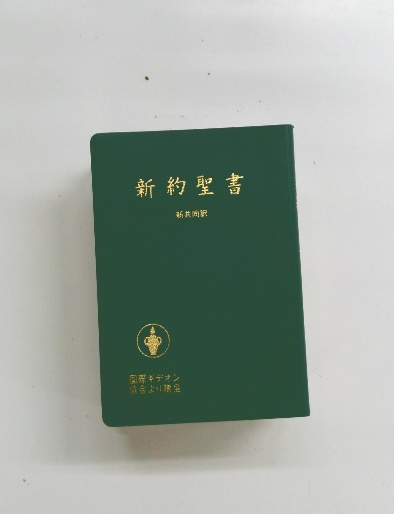 新約聖書
新共同訳
国際ギデオン
協会より贈呈